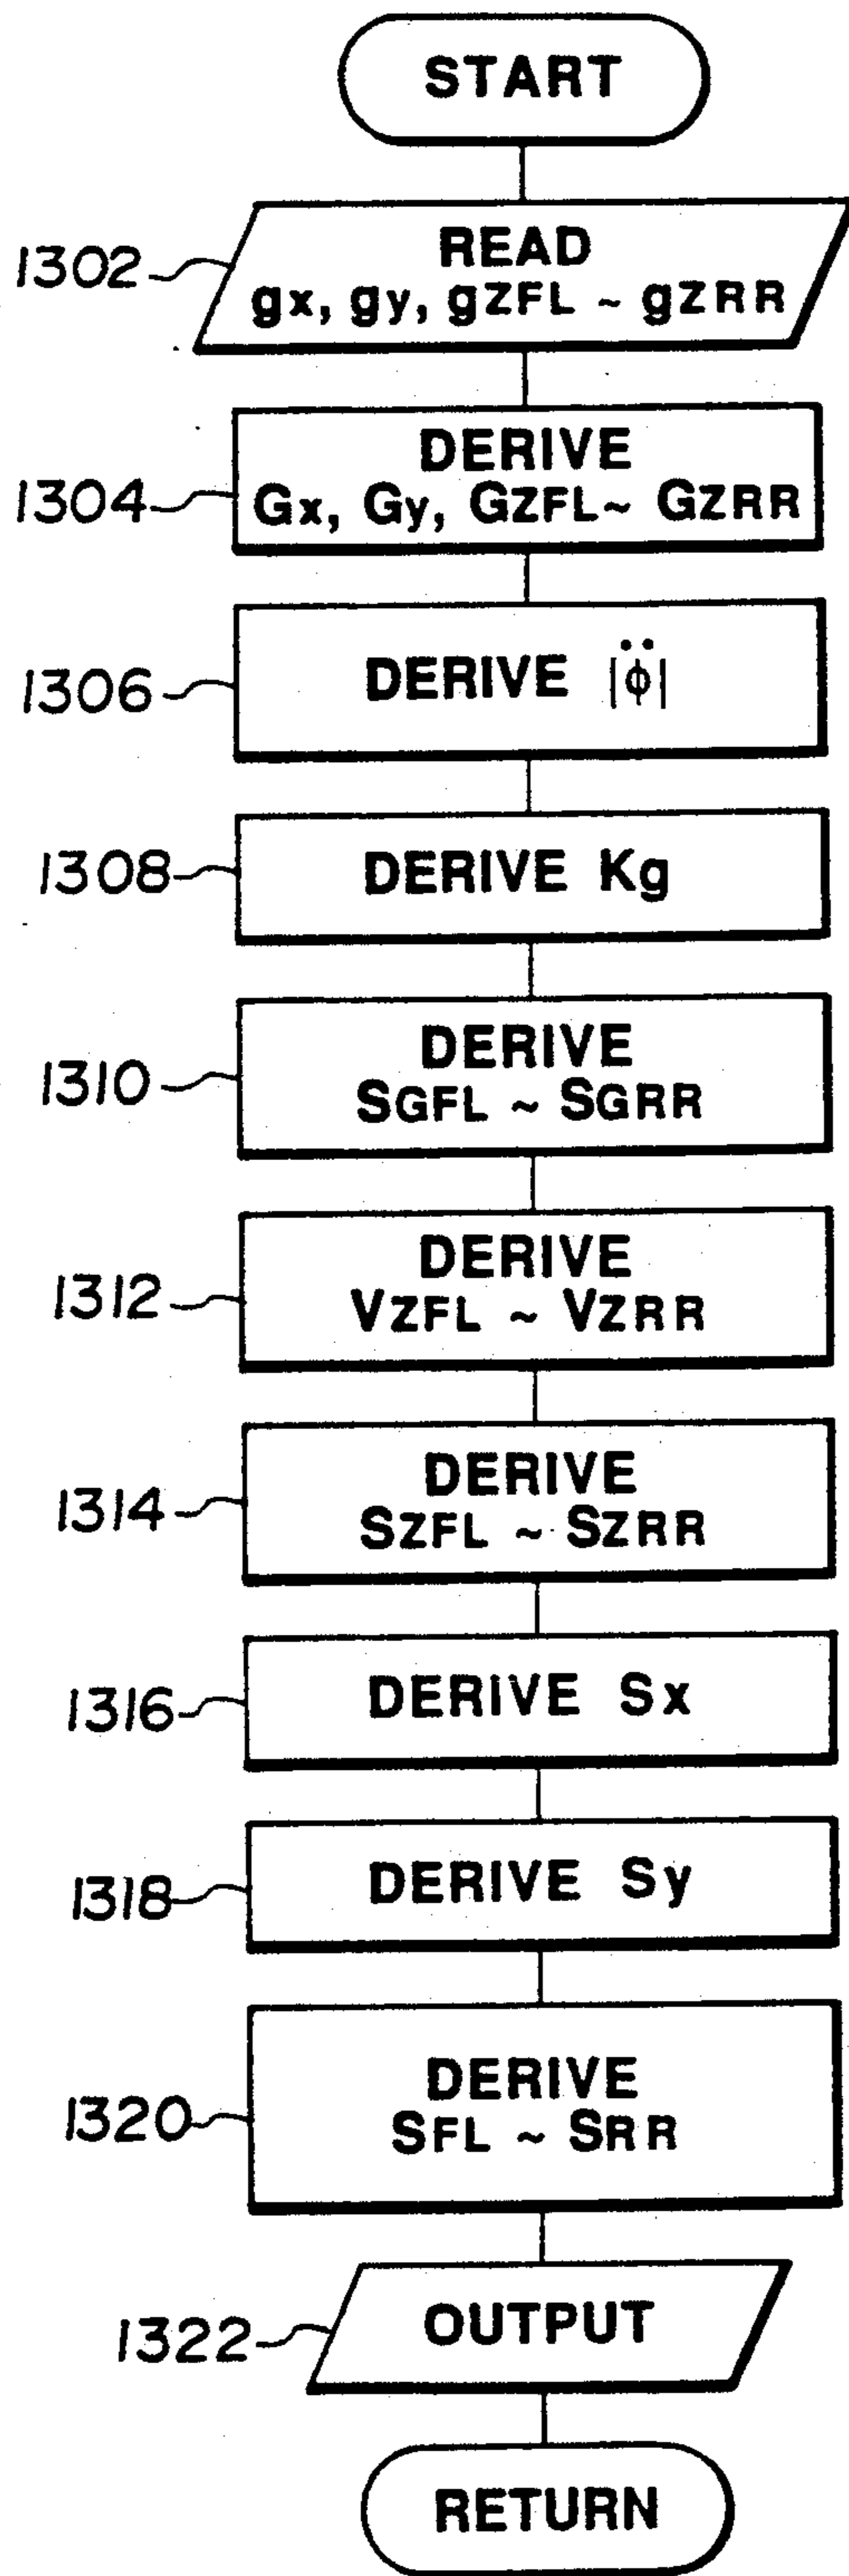 START
1302
READ
gx, gy, gZFL ~ gZRR
1304
DERIVE
Gx, Gy, GZFL ~ GZRR
1306
DERIVE |φ̈|
1308
DERIVE Kg
1310
DERIVE
SGFL ~ SGRR
1312
DERIVE
VZFL ~ VZRR
1314
DERIVE
SZFL ~ SZRR
1316
DERIVE Sx
1318
DERIVE Sy
1320
DERIVE
SFL ~ SRR
1322
OUTPUT
RETURN